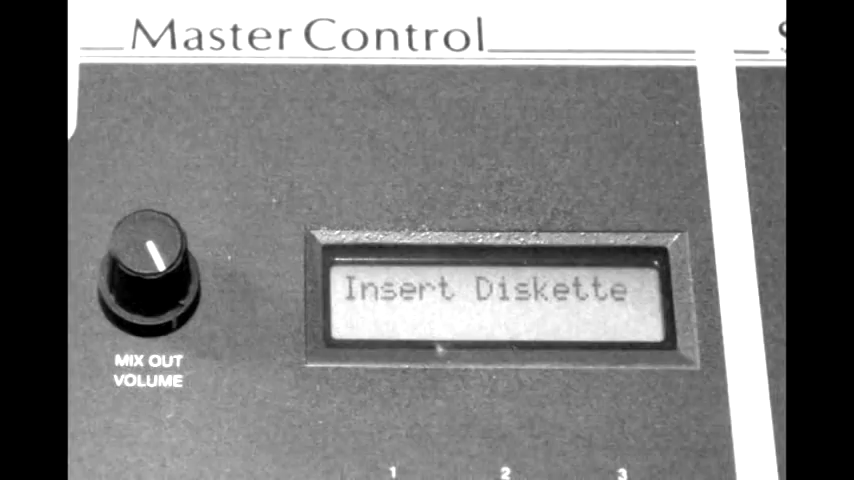 Master Control
Insert Diskette
MIX OUT
VOLUME
1 2 3